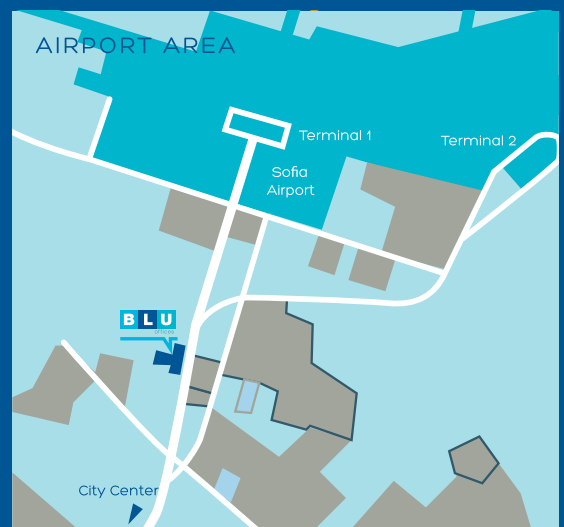 AIRPORT AREA
Terminal 1
Terminal 2
Sofia
Airport
BLU
City Center